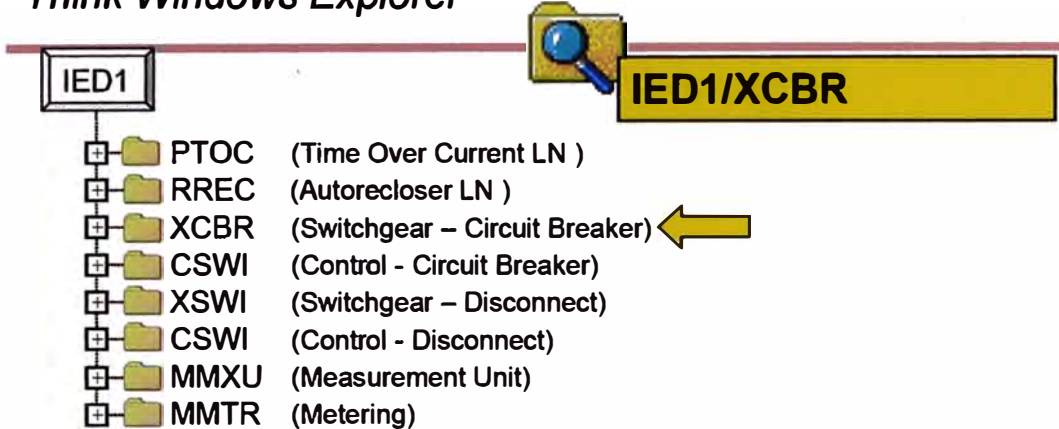 Think Windows Explorer
IED1
IED1/XCBR
PTOC (Time Over Current LN )
RREC (Autorecloser LN )
XCBR (Switchgear – Circuit Breaker)
CSWI (Control - Circuit Breaker)
XSWI (Switchgear – Disconnect)
CSWI (Control - Disconnect)
MMXU (Measurement Unit)
MMTR (Metering)